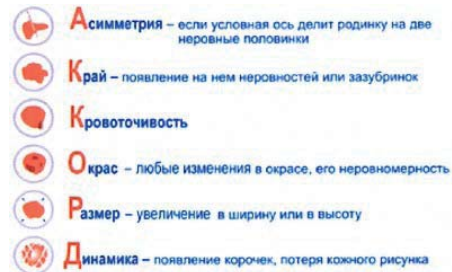 Асимметрия – если условная ось делит родинку на две
неровные половинки
Край – появление на нем неровностей или зазубринок
Кровоточивость
Окрас – любые изменения в окрасе, его неровномерность
Размер – увеличение в ширину или в высоту
Динамика – появление корочек, потеря кожного рисунка